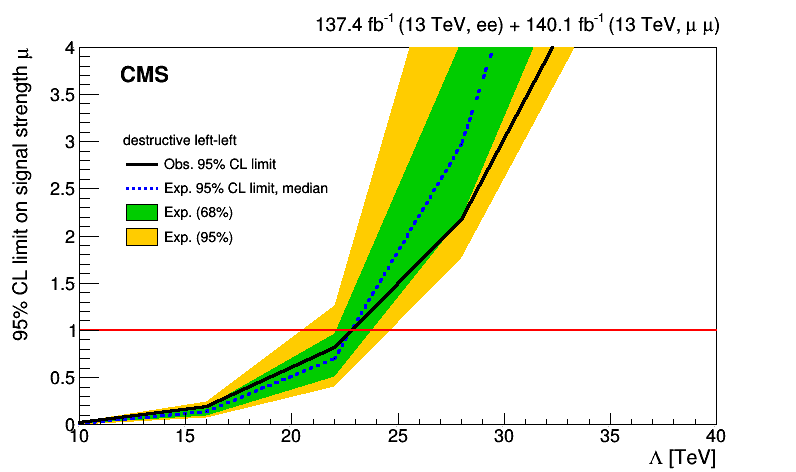 137.4 fb⁻¹ (13 TeV, ee) + 140.1 fb⁻¹ (13 TeV, μ μ)
CMS
destructive left-left
Obs. 95% CL limit
Exp. 95% CL limit, median
Exp. (68%)
Exp. (95%)
95% CL limit on signal strength μ
4
3.5
3
2.5
2
1.5
1
0.5
0
10 15 20 25 30 35 40
Λ [TeV]